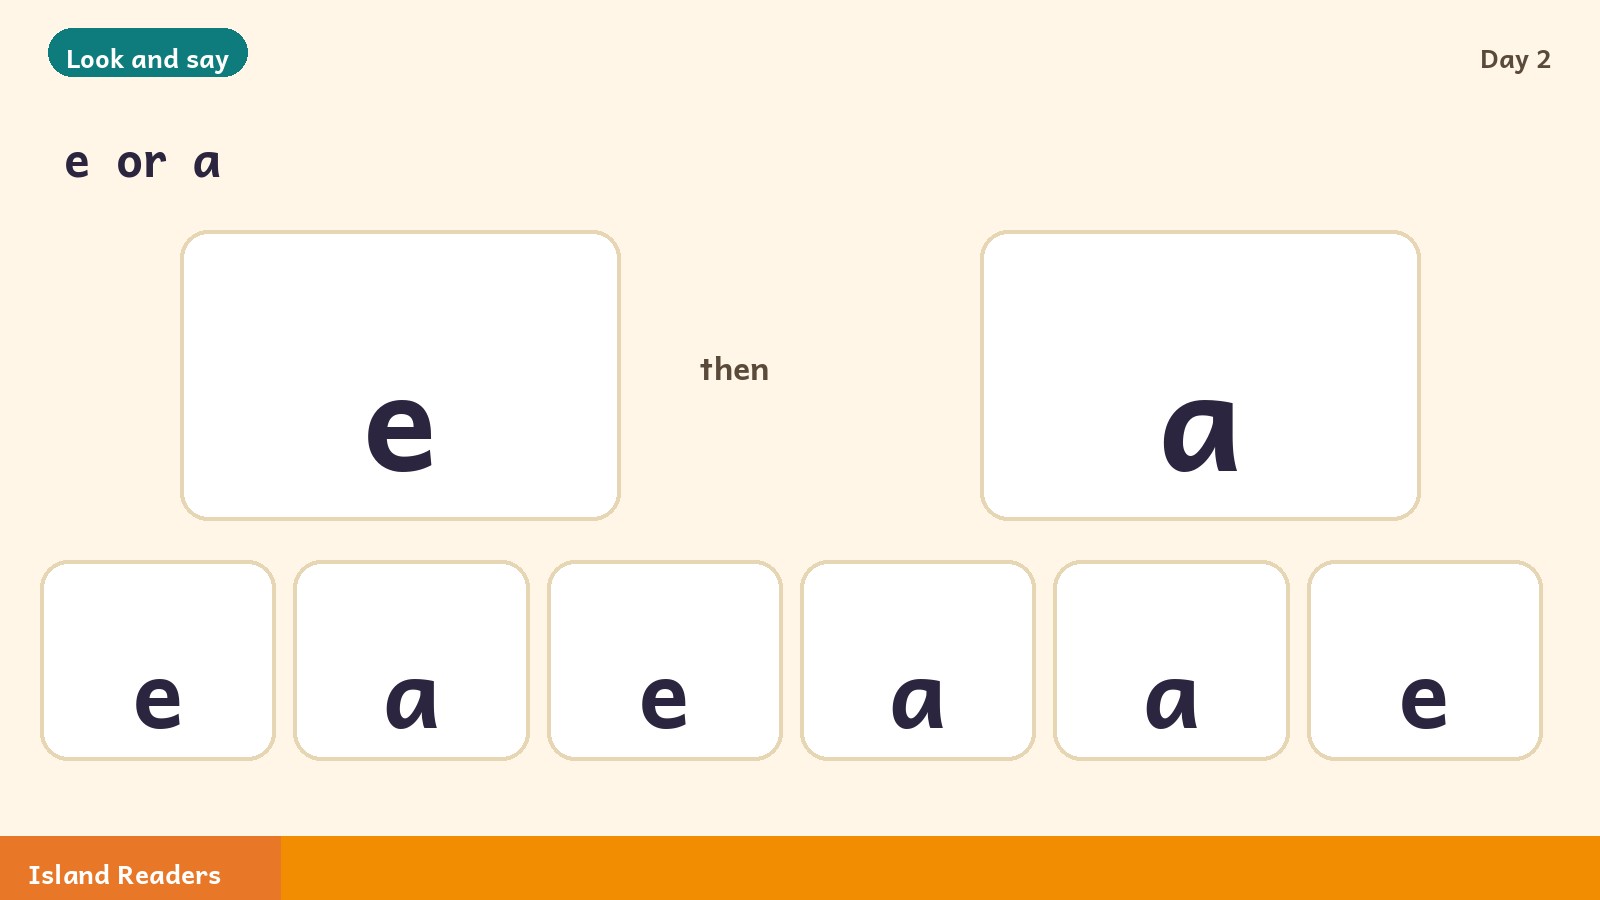 Look and say
Day 2
e or a
e then a
e a e a a e
Island Readers